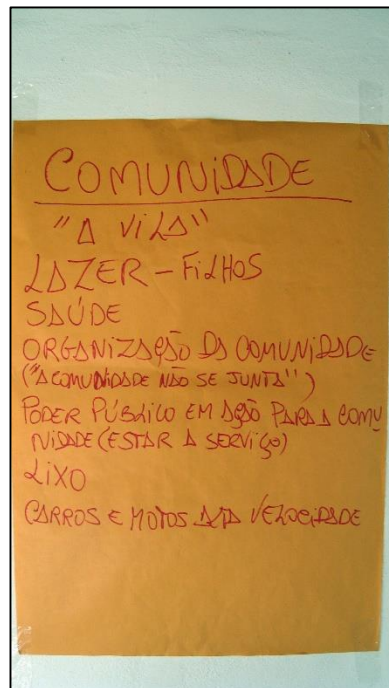 COMUNIDADE
"A VILA"
LAZER – FILHOS
SAÚDE
ORGANIZAÇÃO DA COMUNIDADE
("A COMUNIDADE NÃO SE JUNTA")
PODER PÚBLICO EM AÇÃO PARA A COMU
NIDADE (ESTAR A SERVIÇO)
LIXO
CARROS E MOTOS ALTA VELOCIDADE